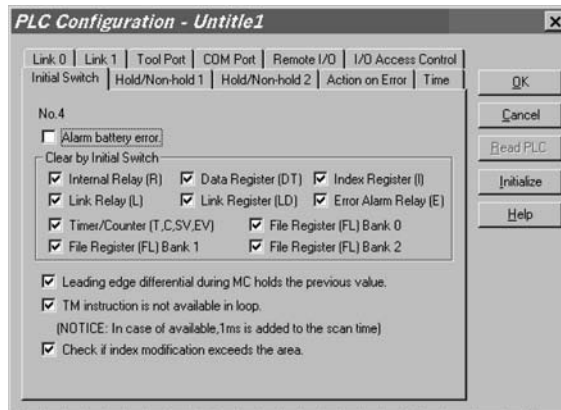 PLC Configuration - Untitle1
Link 0 Link 1 Tool Port COM Port Remote I/O I/O Access Control
Initial Switch Hold/Non-hold 1 Hold/Non-hold 2 Action on Error Time
No.4
Alarm battery error.
Clear by Initial Switch
Internal Relay (R) Data Register (DT) Index Register (I)
Link Relay (L) Link Register (LD) Error Alarm Relay (E)
Timer/Counter (T,C,SV,EV) File Register (FL) Bank 0
File Register (FL) Bank 1 File Register (FL) Bank 2
Leading edge differential during MC holds the previous value.
TM instruction is not available in loop.
(NOTICE: In case of available,1ms is added to the scan time)
Check if index modification exceeds the area.
OK
Cancel
Read PLC
Initialize
Help